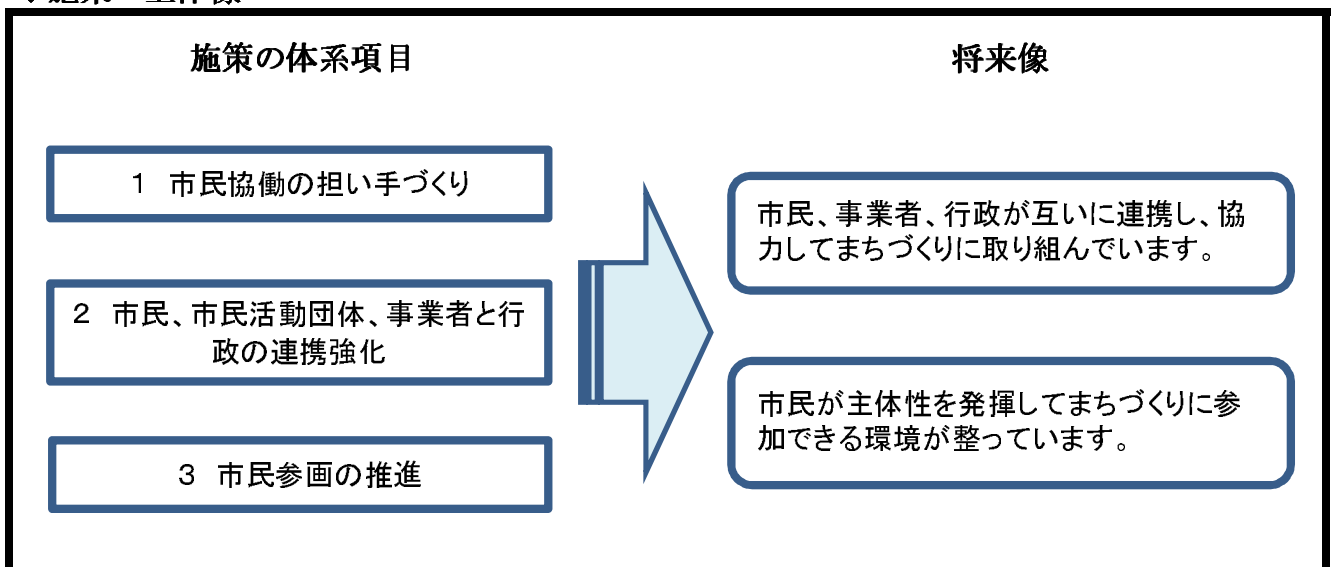 施策の体系項目
将来像
1 市民協働の担い手づくり
2 市民、市民活動団体、事業者と行
政の連携強化
3 市民参画の推進
市民、事業者、行政が互いに連携し、協
力してまちづくりに取り組んでいます。
市民が主体性を発揮してまちづくりに参
加できる環境が整っています。